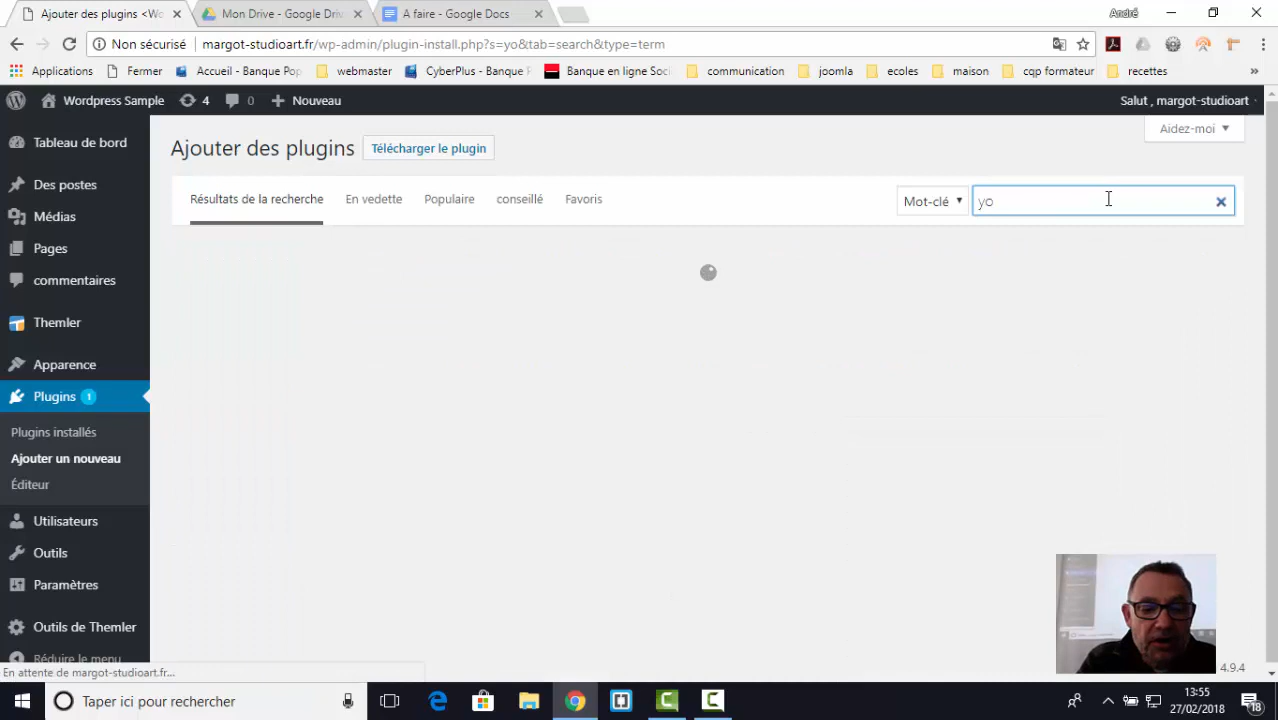 Ajouter des plugins <Wo
Mon Drive - Google Drive
A faire - Google Docs
André
Non sécurisé
margot-studioart.fr/wp-admin/plugin-install.php?s=yo&tab=search&type=term
Applications
Fermer
Accueil - Banque Pop
webmaster
CyberPlus - Banque F
Banque en ligne Soci
communication
joomla
ecoles
maison
cqp formateur
recettes
»
Wordpress Sample
4
0
+ Nouveau
Salut , margot-studioart
Tableau de bord
Des postes
Médias
Pages
commentaires
Themler
Apparence
Plugins 1
Plugins installés
Ajouter un nouveau
Éditeur
Utilisateurs
Outils
Paramètres
Outils de Themler
Réduire le menu
Aidez-moi
Ajouter des plugins
Télécharger le plugin
Résultats de la recherche
En vedette
Populaire
conseillé
Favoris
Mot-clé
yo
En attente de margot-studioart.fr...
4.9.4
Taper ici pour rechercher
13:55
27/02/2018
18